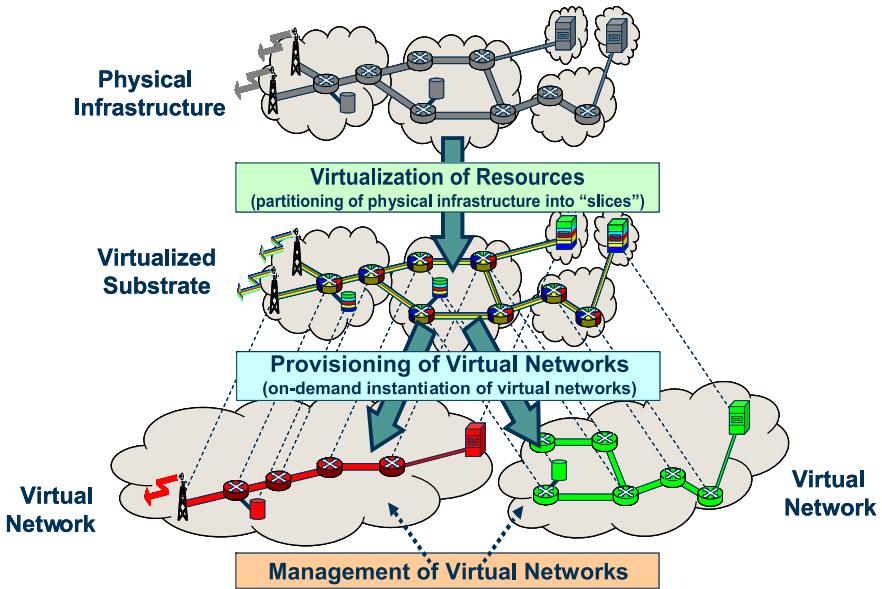 Physical
Infrastructure
Virtualization of Resources
(partitioning of physical infrastructure into “slices”)
Virtualized
Substrate
Provisioning of Virtual Networks
(on-demand instantiation of virtual networks)
Virtual
Network
Virtual
Network
Management of Virtual Networks